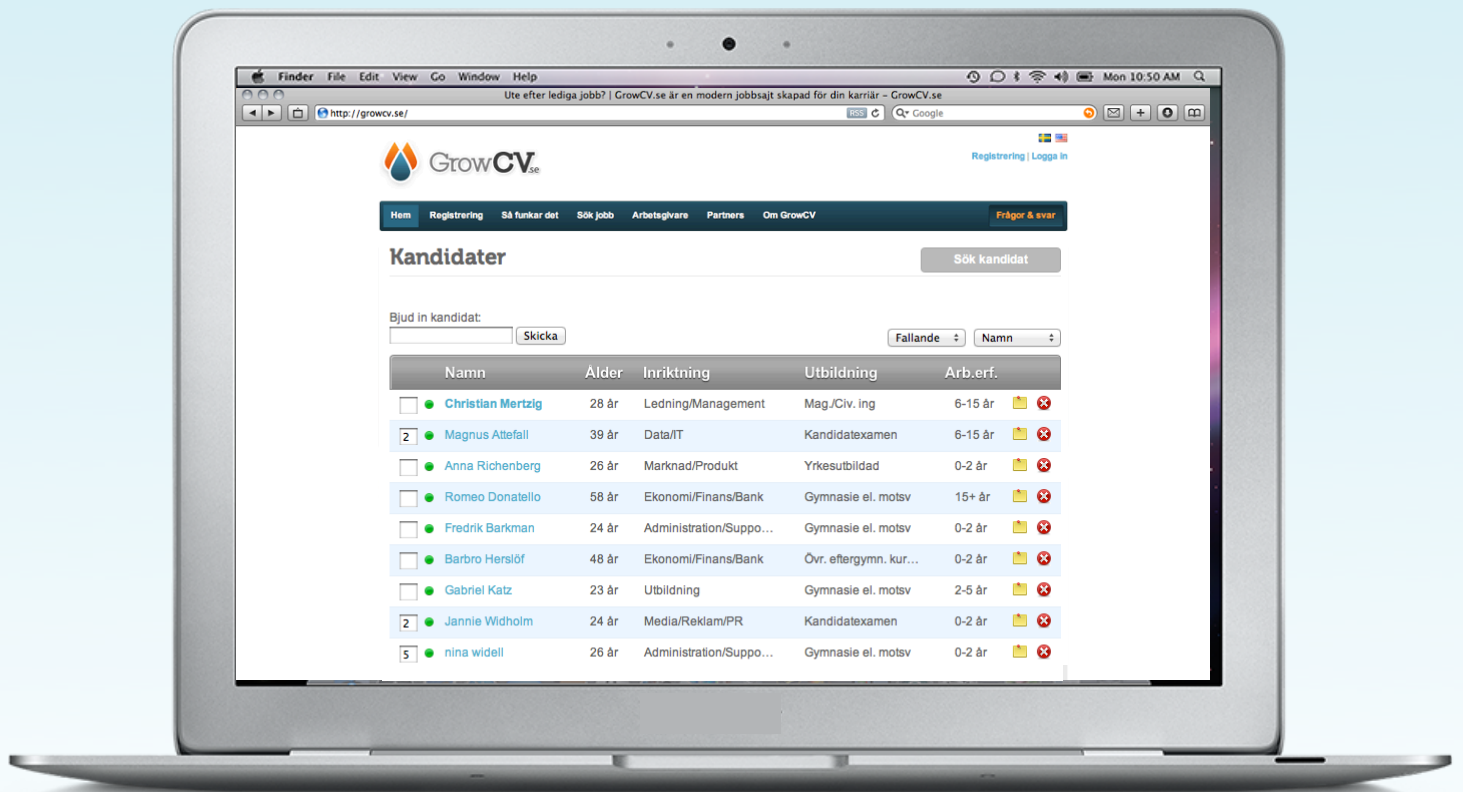 Finder File Edit View Go Window Help Mon 10:50 AM
Ute efter lediga jobb? | GrowCV.se är en modern jobbsajt skapad för din karriär – GrowCV.se
http://growcv.se/ RSS Google
GrowCV.se
Registrering | Logga in
Hem Registrering Så funkar det Sök jobb Arbetsgivare Partners Om GrowCV Frågor & svar
Kandidater Sök kandidat
Bjud in kandidat:
Skicka Fallande Namn
Namn Ålder Inriktning Utbildning Arb.erf.
Christian Mertzig 28 år Ledning/Management Mag./Civ. ing 6-15 år
2 Magnus Attefall 39 år Data/IT Kandidatexamen 6-15 år
Anna Richenberg 26 år Marknad/Produkt Yrkesutbildad 0-2 år
Romeo Donatello 58 år Ekonomi/Finans/Bank Gymnasie el. motsv 15+ år
Fredrik Barkman 24 år Administration/Suppo... Gymnasie el. motsv 0-2 år
Barbro Herslöf 48 år Ekonomi/Finans/Bank Övr. eftergymn. kur... 0-2 år
Gabriel Katz 23 år Utbildning Gymnasie el. motsv 2-5 år
2 Jannie Widholm 24 år Media/Reklam/PR Kandidatexamen 0-2 år
5 nina widell 26 år Administration/Suppo... Gymnasie el. motsv 0-2 år